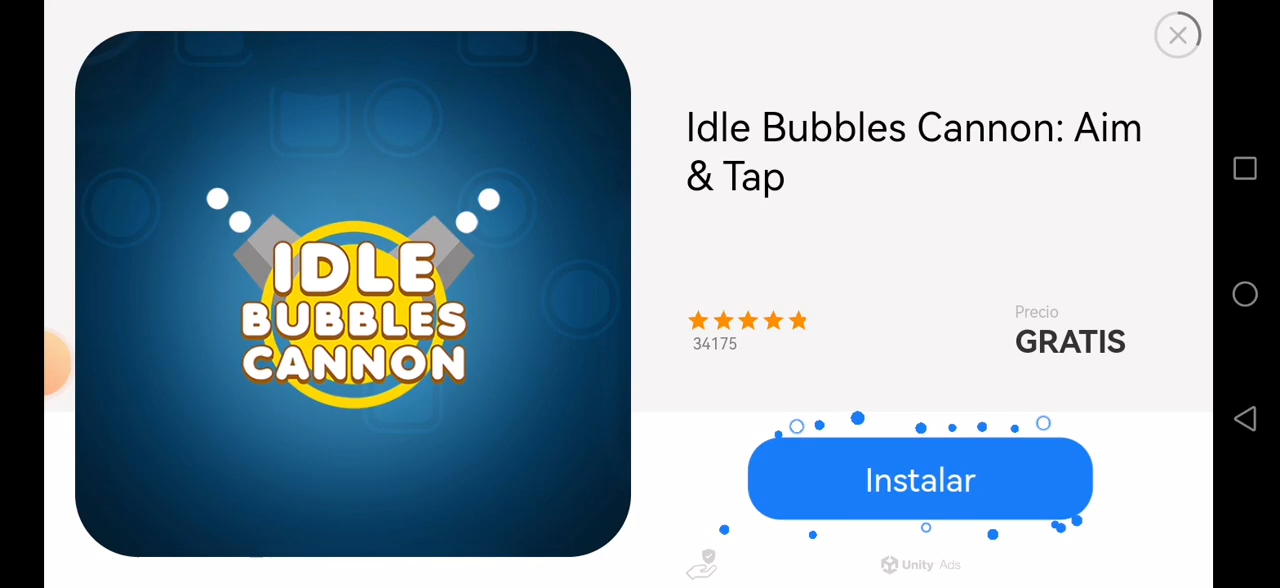 IDLE
BUBBLES
CANNON
Idle Bubbles Cannon: Aim
& Tap
34175
Precio
GRATIS
Instalar
Unity Ads